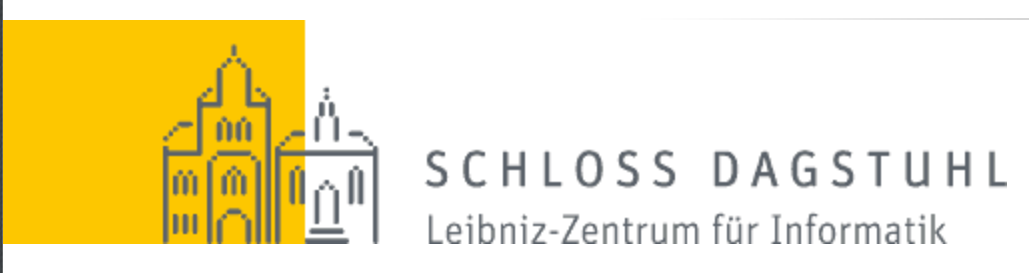 SCHLOSS DAGSTUHL
Leibniz-Zentrum für Informatik